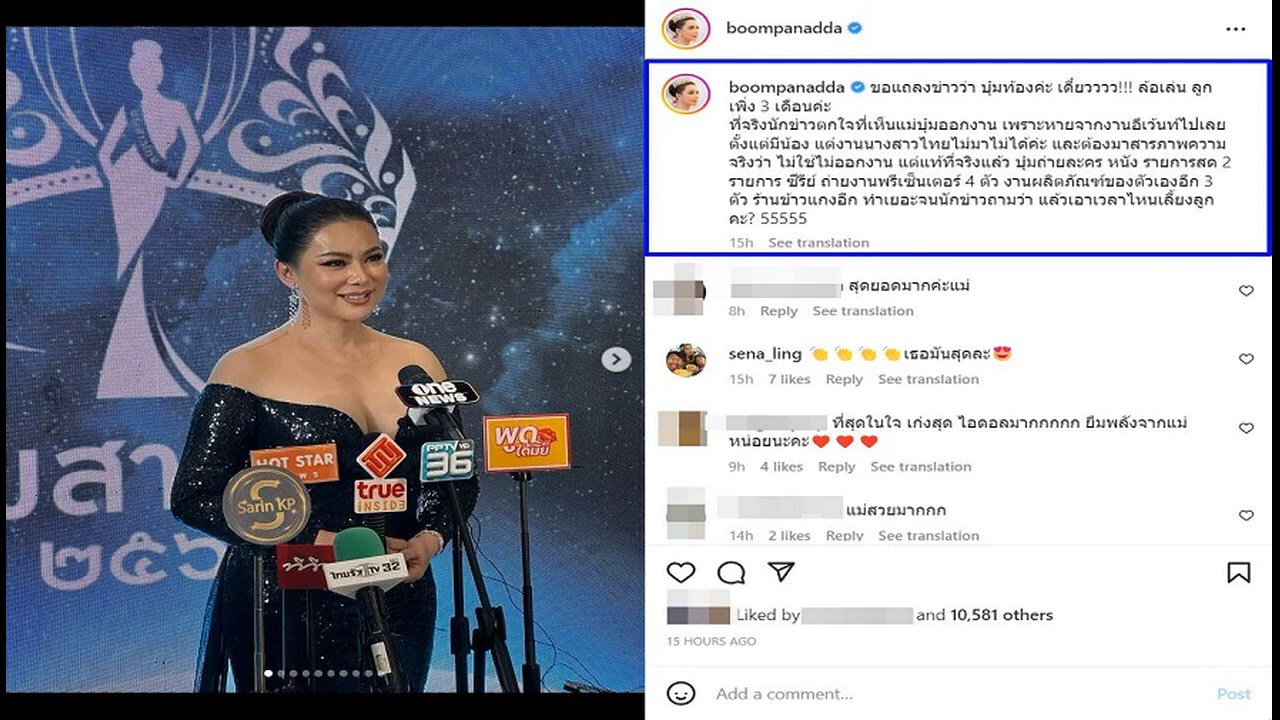 boompanadda
boompanadda ขอแถลงข่าวว่า บุ๋มท้องค่ะ เดี๋ยวววว!!! ล้อเล่น ลูก
เพิ่ง 3 เดือนค่ะ
ที่จริงนักข่าวตกใจที่เห็นแม่บุ๋มออกงาน เพราะหายจากงานอีเว้นท์ไปเลย
ตั้งแต่มีน้อง แต่งานนางสาวไทยไม่มาไม่ได้ค่ะ และต้องมาสารภาพความ
จริงว่า ไม่ใช่ไม่ออกงาน แต่แท้ที่จริงแล้ว บุ๋มถ่ายละคร หนัง รายการสด 2
รายการ ซีรีย์ ถ่ายงานพรีเซ็นเตอร์ 4 ตัว งานผลิตภัณฑ์ของตัวเองอีก 3
ตัว ร้านข้าวแกงอีก ทำเยอะจนนักข่าวถามว่า แล้วเอาเวลาไหนเลี้ยงลูก
คะ? 55555
15h See translation
สุดยอดมากค่ะแม่
8h Reply See translation
sena_ling 👏👏👏👏เธอมันสุดละ😍
15h 7 likes Reply See translation
ที่สุดในใจ เก่งสุด ไอดอลมากกกกก ยืมพลังจากแม่
หน่อยนะคะ❤️ ❤️ ❤️
9h 4 likes Reply See translation
แม่สวยมากกก
14h 2 likes Reply See translation
Liked by and 10,581 others
15 HOURS AGO
Add a comment... Post
one
NEWS
พูด
ได้มั้ย
PPTV HD
36
HOT STAR
NEWS
true
INSIDE
Sarin KP
ไทยรัฐ TV 32
งสา
๒๕๖